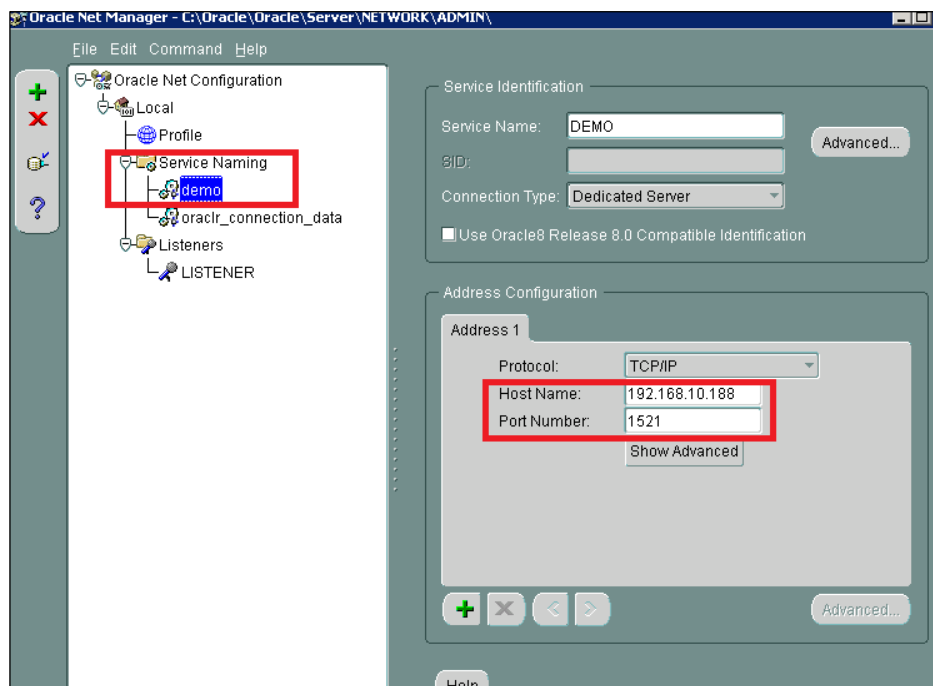 Oracle Net Manager - C:\Oracle\Oracle\Server\NETWORK\ADMIN\
File Edit Command Help
Oracle Net Configuration
Local
Profile
Service Naming
demo
oraclr_connection_data
Listeners
LISTENER
Service Identification
Service Name: DEMO
Advanced...
SID:
Connection Type: Dedicated Server
Use Oracle8 Release 8.0 Compatible Identification
Address Configuration
Address 1
Protocol: TCP/IP
Host Name: 192.168.10.188
Port Number: 1521
Show Advanced
Advanced...
Help